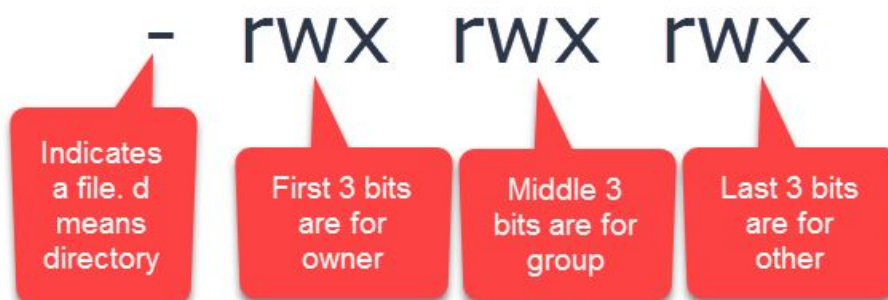 - rwx rwx rwx
Indicates
a file. d
means
directory
First 3 bits
are for
owner
Middle 3
bits are for
group
Last 3 bits
are for
other